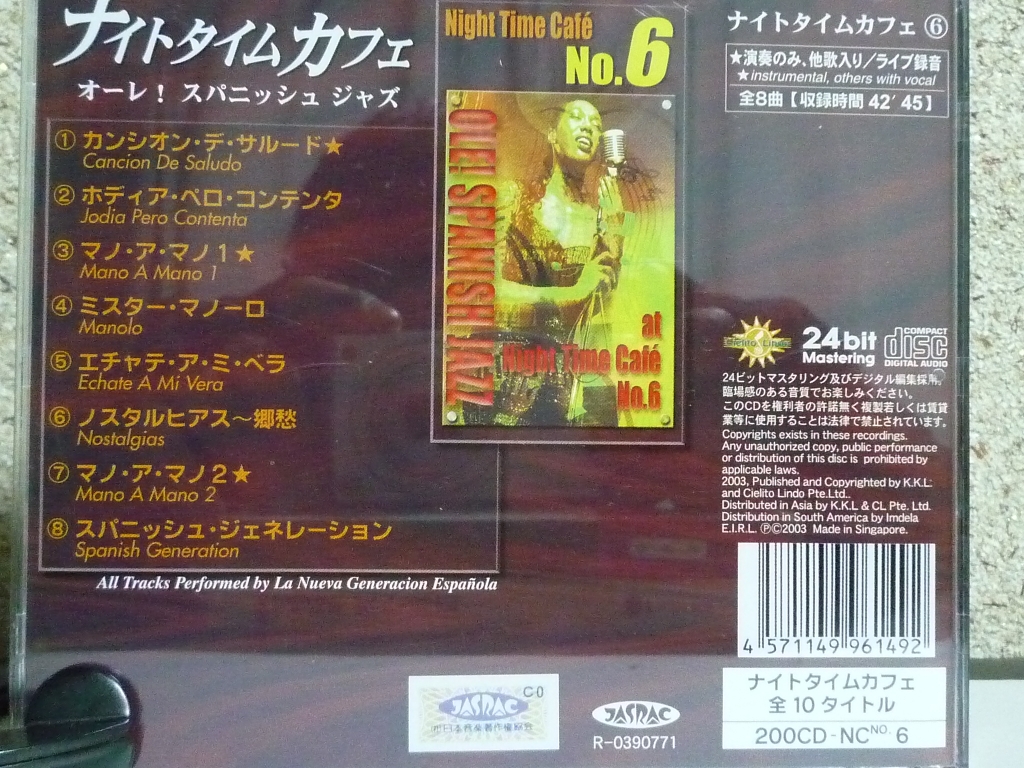 ナイトタイムカフェ
オーレ！ スパニッシュ ジャズ
① カンシオン・デ・サルード★
Cancion De Saludo
② ホディア・ペロ・コンテンタ
Jodia Pero Contenta
③ マノ・ア・マノ１★
Mano A Mano 1
④ ミスター・マノーロ
Manolo
⑤ エチャテ・ア・ミ・ベラ
Echate A Mi Vera
⑥ ノスタルヒアス～郷愁
Nostalgias
⑦ マノ・ア・マノ２★
Mano A Mano 2
⑧ スパニッシュ・ジェネレーション
Spanish Generation
All Tracks Performed by La Nueva Generacion Española
Night Time Café
No.6
OLE! SPANISH JAZZ
at
Night Time Café
No.6
ナイトタイムカフェ ⑥
★演奏のみ、他歌入り／ライブ録音
★instrumental, others with vocal
全8曲【収録時間 42’ 45】
Cielito Lindo
24bit
Mastering
COMPACT
disc
DIGITAL AUDIO
24ビットマスタリング及びデジタル編集採用。
臨場感のある音質でお楽しみください。
このCDを権利者の許諾無く複製若しくは賃貸
業等に使用することは法律で禁止されています。
Copyrights exists in these recordings.
Any unauthorized copy, public performance
or distribution of this disc is prohibited by
applicable laws.
2003, Published and Copyrighted by K.K.L.
and Cielito Lindo Pte.Ltd..
Distributed in Asia by K.K.L & CL Pte. Ltd.
Distribution in South America by Imdela
E.I.R.L. ℗©2003 Made in Singapore.
4 571149 961492
ナイトタイムカフェ
全10タイトル
200CD-NC NO. 6
C-0
JASRAC
日本音楽著作権協会
JASRAC
R-0390771